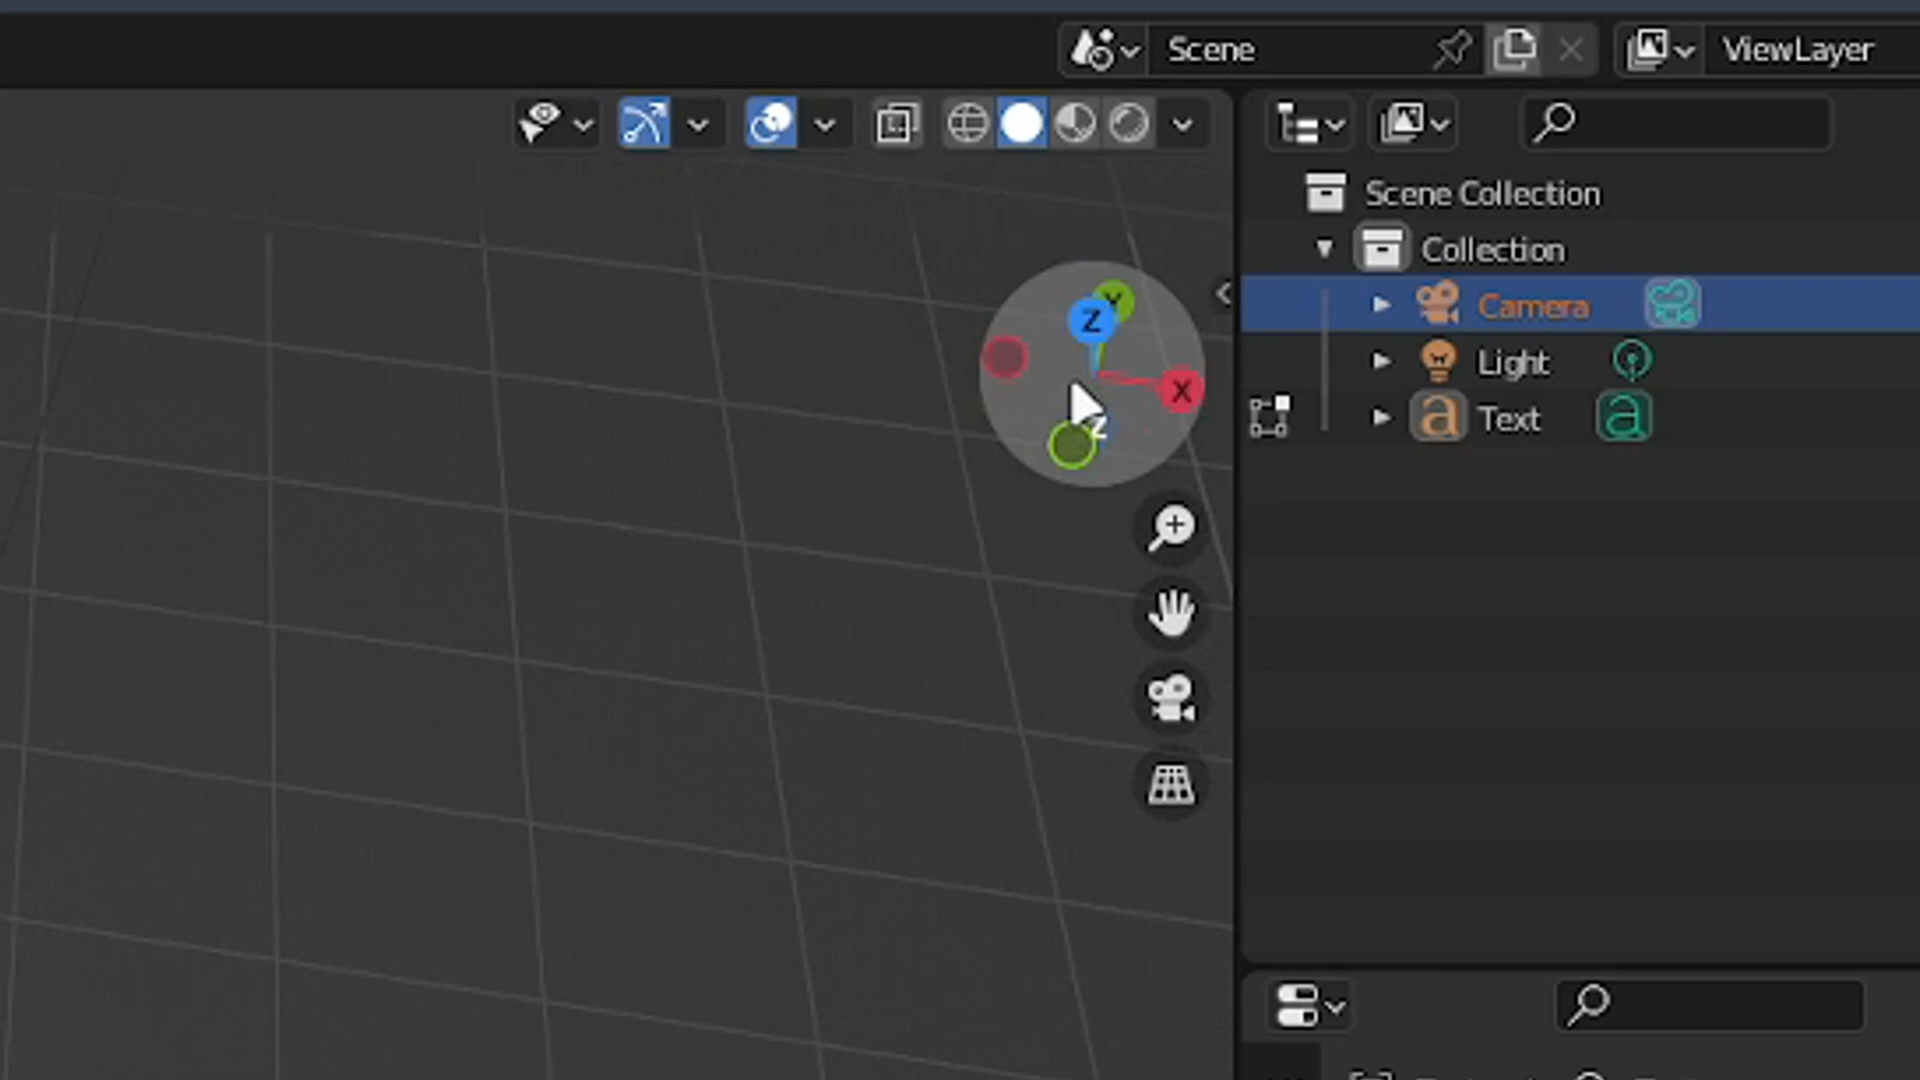 Scene
ViewLayer
Scene Collection
Collection
Camera
Light
Text
Y
Z
X